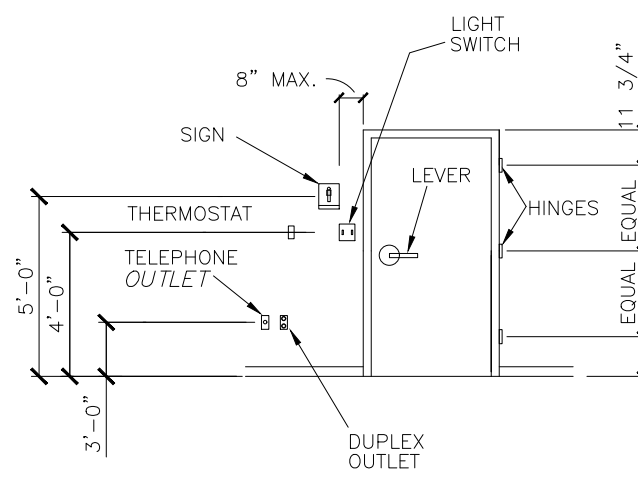 LIGHT
SWITCH
8" MAX.
11 3/4"
SIGN
LEVER
THERMOSTAT
HINGES
EQUAL
TELEPHONE
OUTLET
5'-0"
4'-0"
EQUAL
3'-0"
DUPLEX
OUTLET